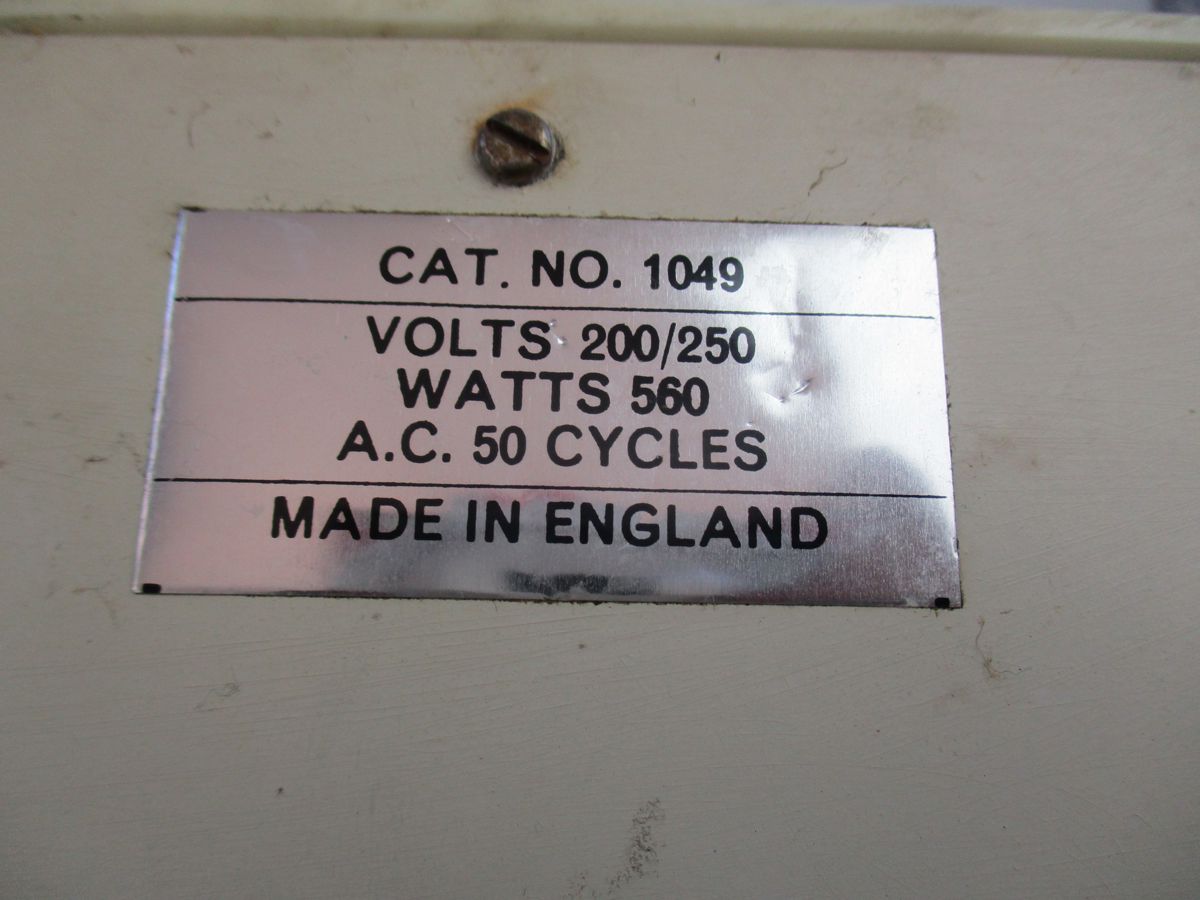 CAT. NO. 1049
VOLTS 200/250
WATTS 560
A.C. 50 CYCLES
MADE IN ENGLAND